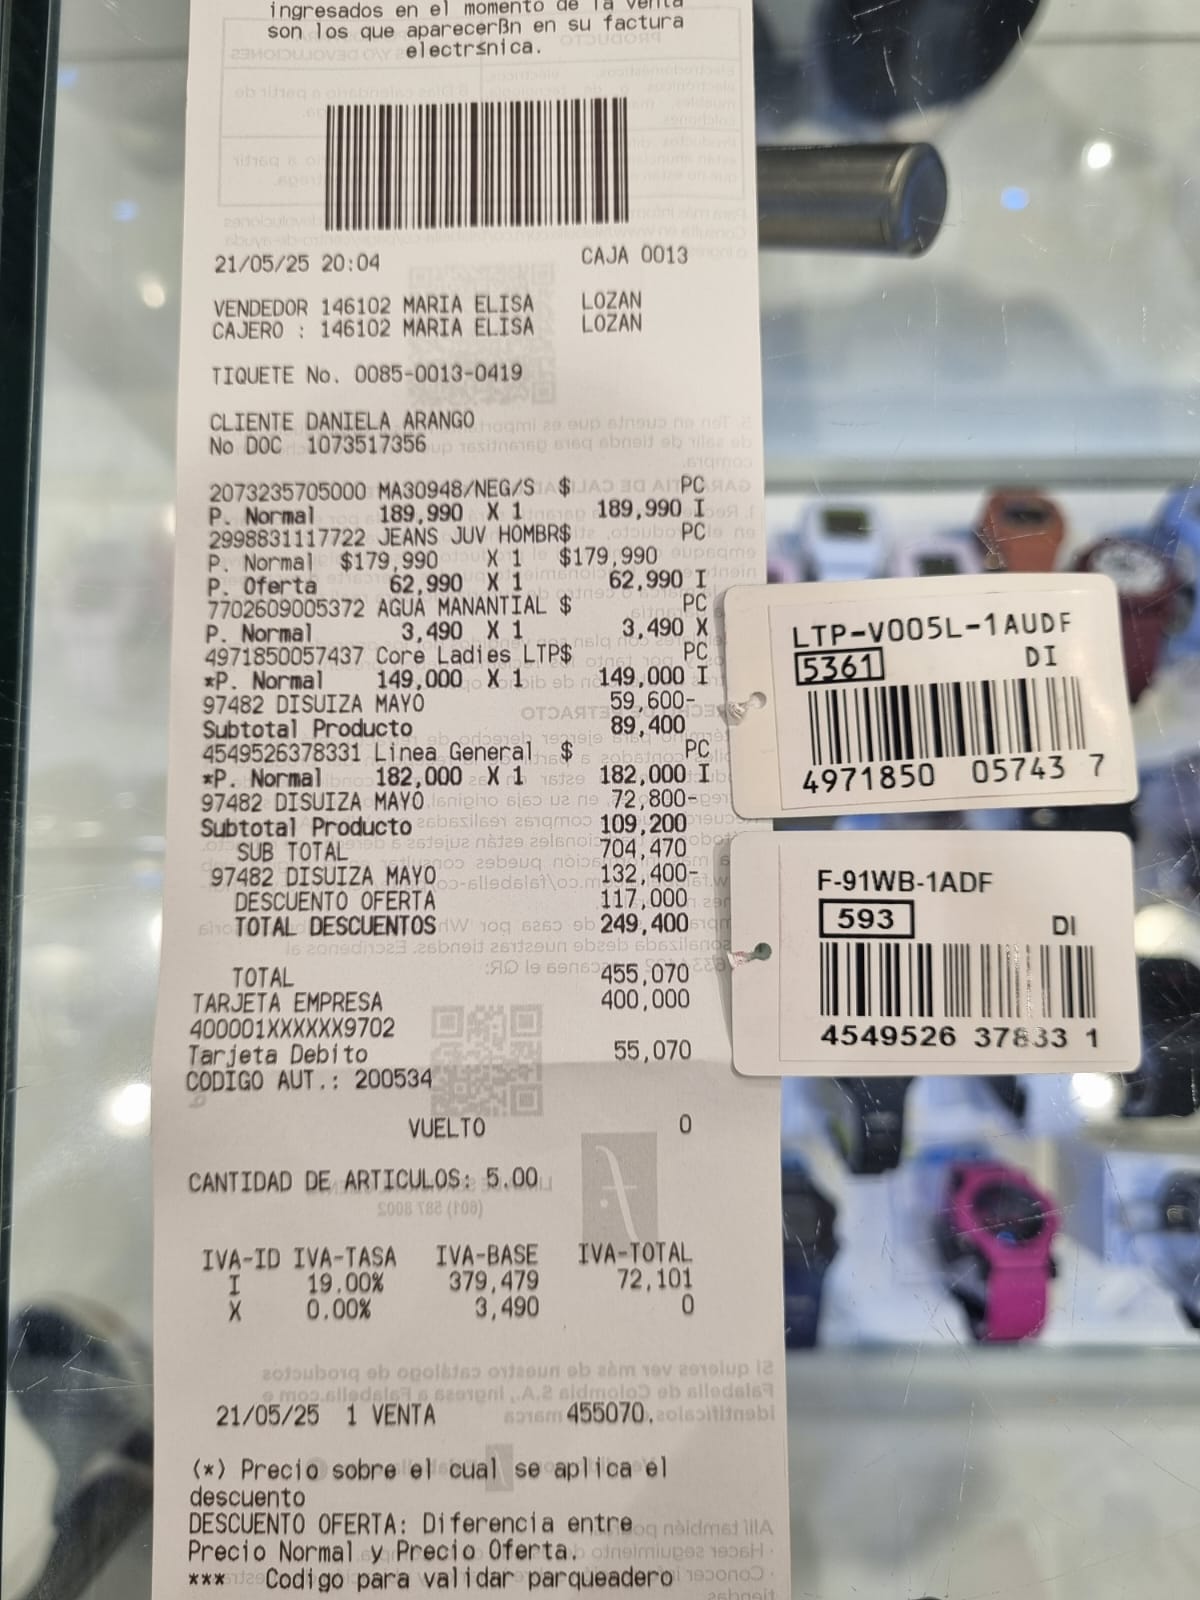 ingresados en el momento de la venta
son los que aparecerßn en su factura
electrsnica.
21/05/25 20:04 CAJA 0013
VENDEDOR 146102 MARIA ELISA LOZAN
CAJERO : 146102 MARIA ELISA LOZAN
TIQUETE No. 0085-0013-0419
CLIENTE DANIELA ARANGO
No DOC 1073517356
2073235705000 MA30948/NEG/S $ PC
P. Normal 189,990 X 1 189,990 I
2998831117722 JEANS JUV HOMBR$ PC
P. Normal $179,990 X 1 $179,990
P. Oferta 62,990 X 1 62,990 I
7702609005372 AGUA MANANTIAL $ PC
P. Normal 3,490 X 1 3,490 X
4971850057437 Core Ladies LTP$ PC
*P. Normal 149,000 X 1 149,000 I
97482 DISUIZA MAYO 59,600-
Subtotal Producto 89,400
4549526378331 Linea General $ PC
*P. Normal 182,000 X 1 182,000 I
97482 DISUIZA MAYO 72,800-
Subtotal Producto 109,200
SUB TOTAL 704,470
97482 DISUIZA MAYO 132,400-
DESCUENTO OFERTA 117,000
TOTAL DESCUENTOS 249,400
TOTAL 455,070
TARJETA EMPRESA 400,000
400001XXXXXX9702
Tarjeta Debito 55,070
CODIGO AUT.: 200534
VUELTO 0
CANTIDAD DE ARTICULOS: 5.00
IVA-ID IVA-TASA IVA-BASE IVA-TOTAL
I 19.00% 379,479 72,101
X 0.00% 3,490 0
21/05/25 1 VENTA 455070.
(*) Precio sobre el cual se aplica el
descuento
DESCUENTO OFERTA: Diferencia entre
Precio Normal y Precio Oferta.
*** Codigo para validar parqueadero
LTP-V005L-1AUDF
5361 DI
4971850 05743 7
F-91WB-1ADF
593 DI
4549526 37833 1